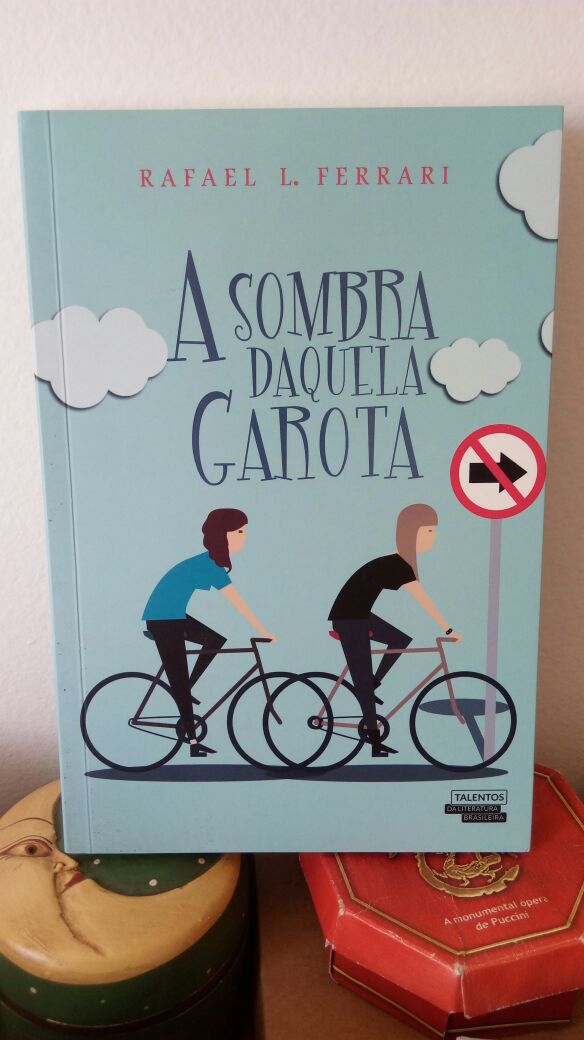 RAFAEL L. FERRARI
A SOMBRA
DAQUELA
GAROTA
TALENTOS
DA LITERATURA
BRASILEIRA
A monumental ópera
de Puccini